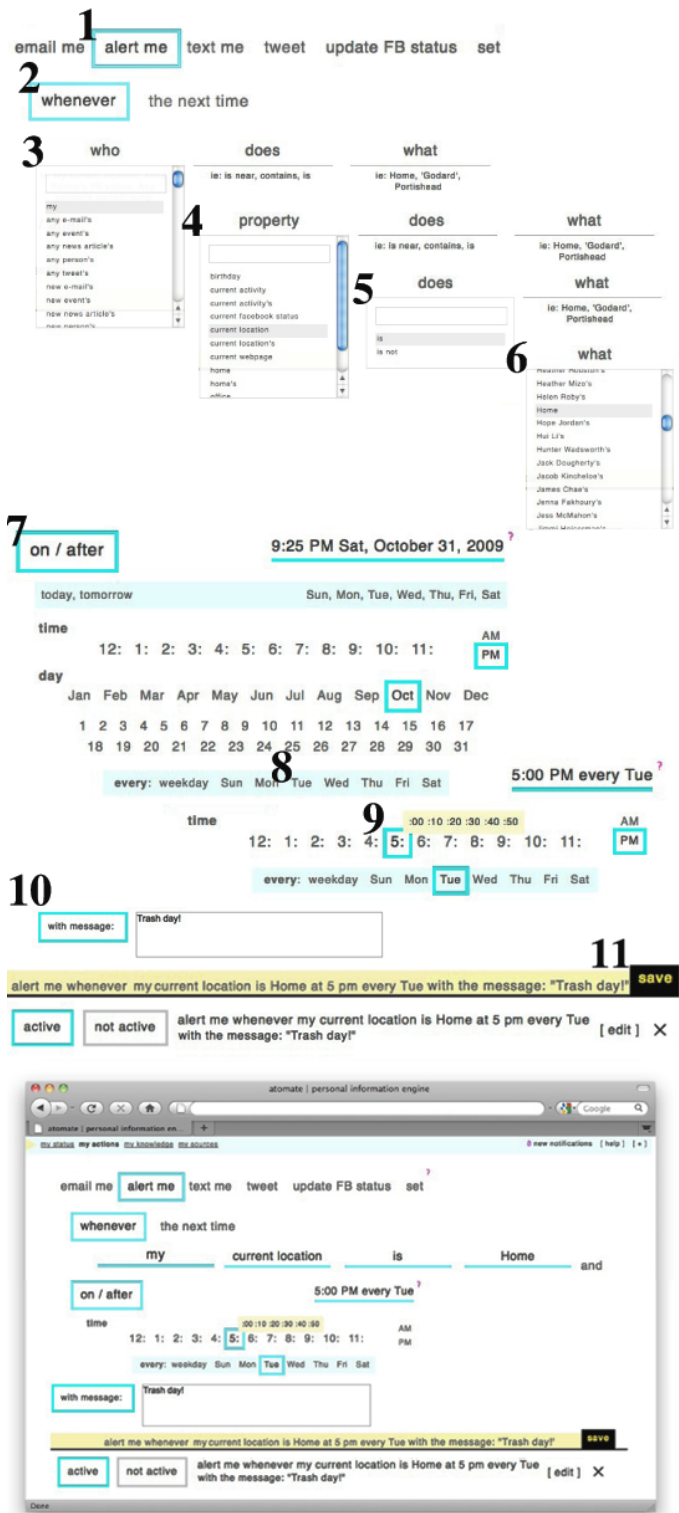 1
email me alert me text me tweet update FB status set
2
whenever the next time
3 who does what
ie: is near, contains, is ie: Home, 'Godard',
Portishead
my
any e-mail's
any event's
any news article's
any person's
any tweet's
new e-mail's
new event's
new news article's
new person's
4 property does what
ie: is near, contains, is ie: Home, 'Godard',
Portishead
birthday
current activity
current activity's
current facebook status
current location
current location's
current webpage
home
home's
office
5 does what
ie: Home, 'Godard',
Portishead
is
is not
6 what
Heather Houston's
Heather Mizo's
Helen Roby's
Home
Hope Jordan's
Hui Li's
Hunter Wadsworth's
Jack Dougherty's
Jacob Kincheloe's
James Chae's
Jenna Fakhoury's
Jess McMahon's
7
on / after 9:25 PM Sat, October 31, 2009 ?
today, tomorrow Sun, Mon, Tue, Wed, Thu, Fri, Sat
time
12: 1: 2: 3: 4: 5: 6: 7: 8: 9: 10: 11: AM
PM
day
Jan Feb Mar Apr May Jun Jul Aug Sep Oct Nov Dec
1 2 3 4 5 6 7 8 9 10 11 12 13 14 15 16 17
18 19 20 21 22 23 24 25 26 27 28 29 30 31
8
every: weekday Sun Mon Tue Wed Thu Fri Sat
5:00 PM every Tue ?
time 9 :00 :10 :20 :30 :40 :50
12: 1: 2: 3: 4: 5: 6: 7: 8: 9: 10: 11: AM
PM
every: weekday Sun Mon Tue Wed Thu Fri Sat
10
with message: Trash day!
11
alert me whenever my current location is Home at 5 pm every Tue with the message: "Trash day!" save
active not active alert me whenever my current location is Home at 5 pm every Tue
with the message: "Trash day!" [ edit ] ✕
atomate | personal information engine
Google
atomate | personal information en... +
my status my actions my knowledge my sources 0 new notifications [ help ] [ + ]
email me alert me text me tweet update FB status set ?
whenever the next time
my current location is Home and
on / after 5:00 PM every Tue ?
time :00 :10 :20 :30 :40 :50
12: 1: 2: 3: 4: 5: 6: 7: 8: 9: 10: 11: AM
PM
every: weekday Sun Mon Tue Wed Thu Fri Sat
with message: Trash day!
alert me whenever my current location is Home at 5 pm every Tue with the message: "Trash day!' save
active not active alert me whenever my current location is Home at 5 pm every Tue
with the message: "Trash day!" [ edit ] ✕
Done